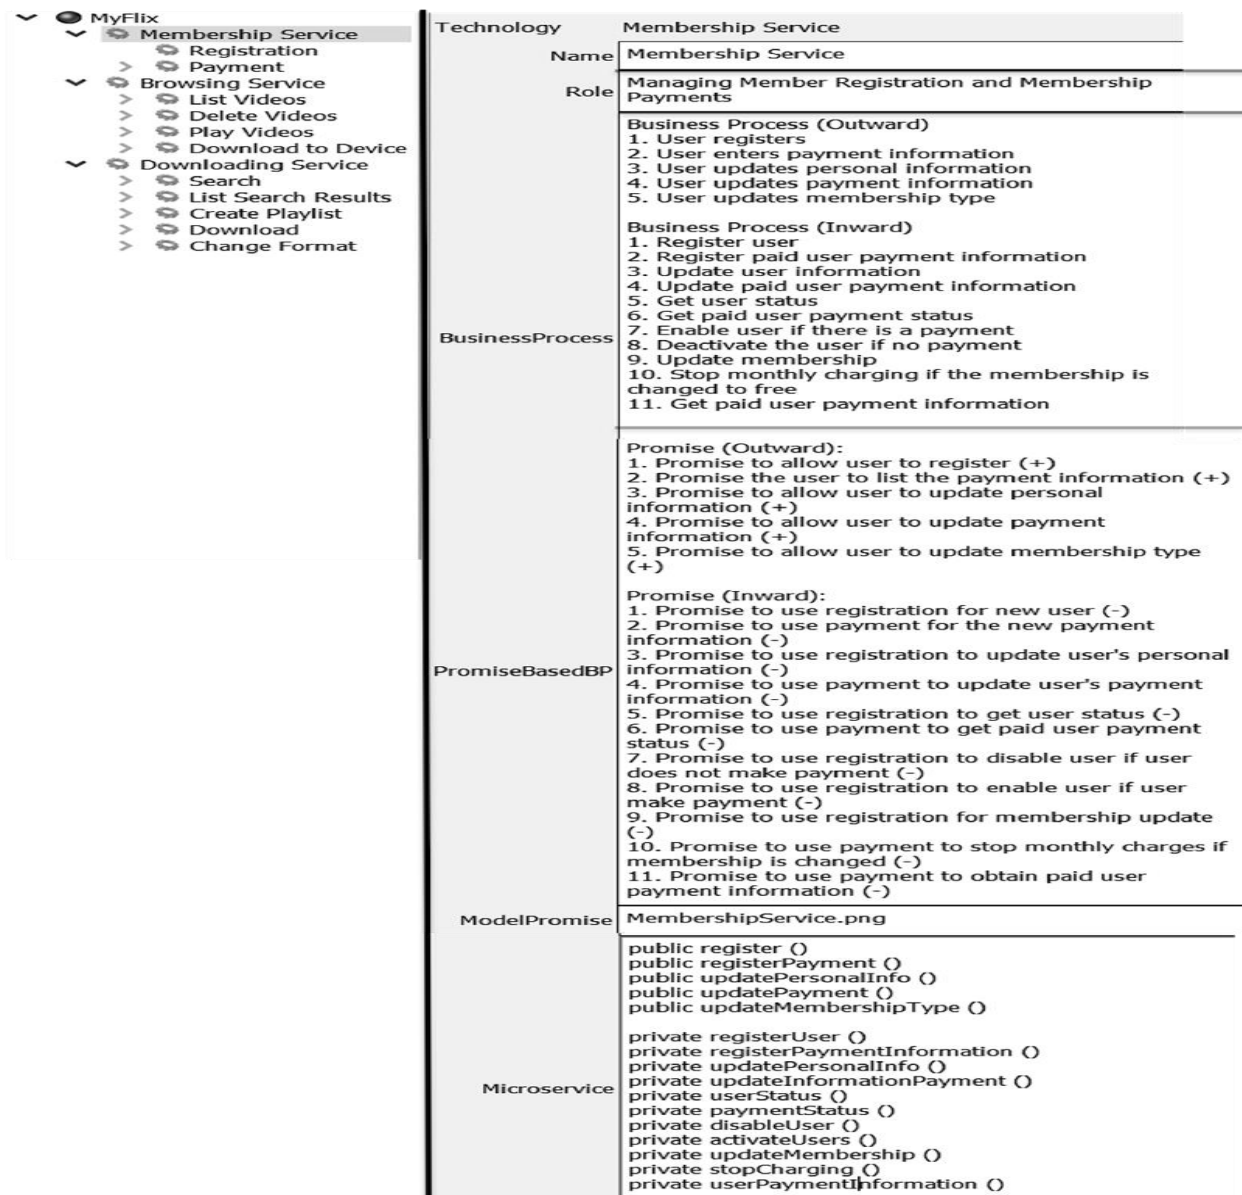 MyFlix
Membership Service
Registration
Payment
Browsing Service
List Videos
Delete Videos
Play Videos
Download to Device
Downloading Service
Search
List Search Results
Create Playlist
Download
Change Format
Technology Membership Service
Name Membership Service
Role Managing Member Registration and Membership
Payments
BusinessProcess
Business Process (Outward)
1. User registers
2. User enters payment information
3. User updates personal information
4. User updates payment information
5. User updates membership type
Business Process (Inward)
1. Register user
2. Register paid user payment information
3. Update user information
4. Update paid user payment information
5. Get user status
6. Get paid user payment status
7. Enable user if there is a payment
8. Deactivate the user if no payment
9. Update membership
10. Stop monthly charging if the membership is
changed to free
11. Get paid user payment information
PromiseBasedBP
Promise (Outward):
1. Promise to allow user to register (+)
2. Promise the user to list the payment information (+)
3. Promise to allow user to update personal
information (+)
4. Promise to allow user to update payment
information (+)
5. Promise to allow user to update membership type
(+)
Promise (Inward):
1. Promise to use registration for new user (-)
2. Promise to use payment for the new payment
information (-)
3. Promise to use registration to update user's personal
information (-)
4. Promise to use payment to update user's payment
information (-)
5. Promise to use registration to get user status (-)
6. Promise to use payment to get paid user payment
status (-)
7. Promise to use registration to disable user if user
does not make payment (-)
8. Promise to use registration to enable user if user
make payment (-)
9. Promise to use registration for membership update
(-)
10. Promise to use payment to stop monthly charges if
membership is changed (-)
11. Promise to use payment to obtain paid user
payment information (-)
ModelPromise MembershipService.png
Microservice
public register ()
public registerPayment ()
public updatePersonalInfo ()
public updatePayment ()
public updateMembershipType ()
private registerUser ()
private registerPaymentInformation ()
private updatePersonalInfo ()
private updateInformationPayment ()
private userStatus ()
private paymentStatus ()
private disableUser ()
private activateUsers ()
private updateMembership ()
private stopCharging ()
private userPaymentInformation ()